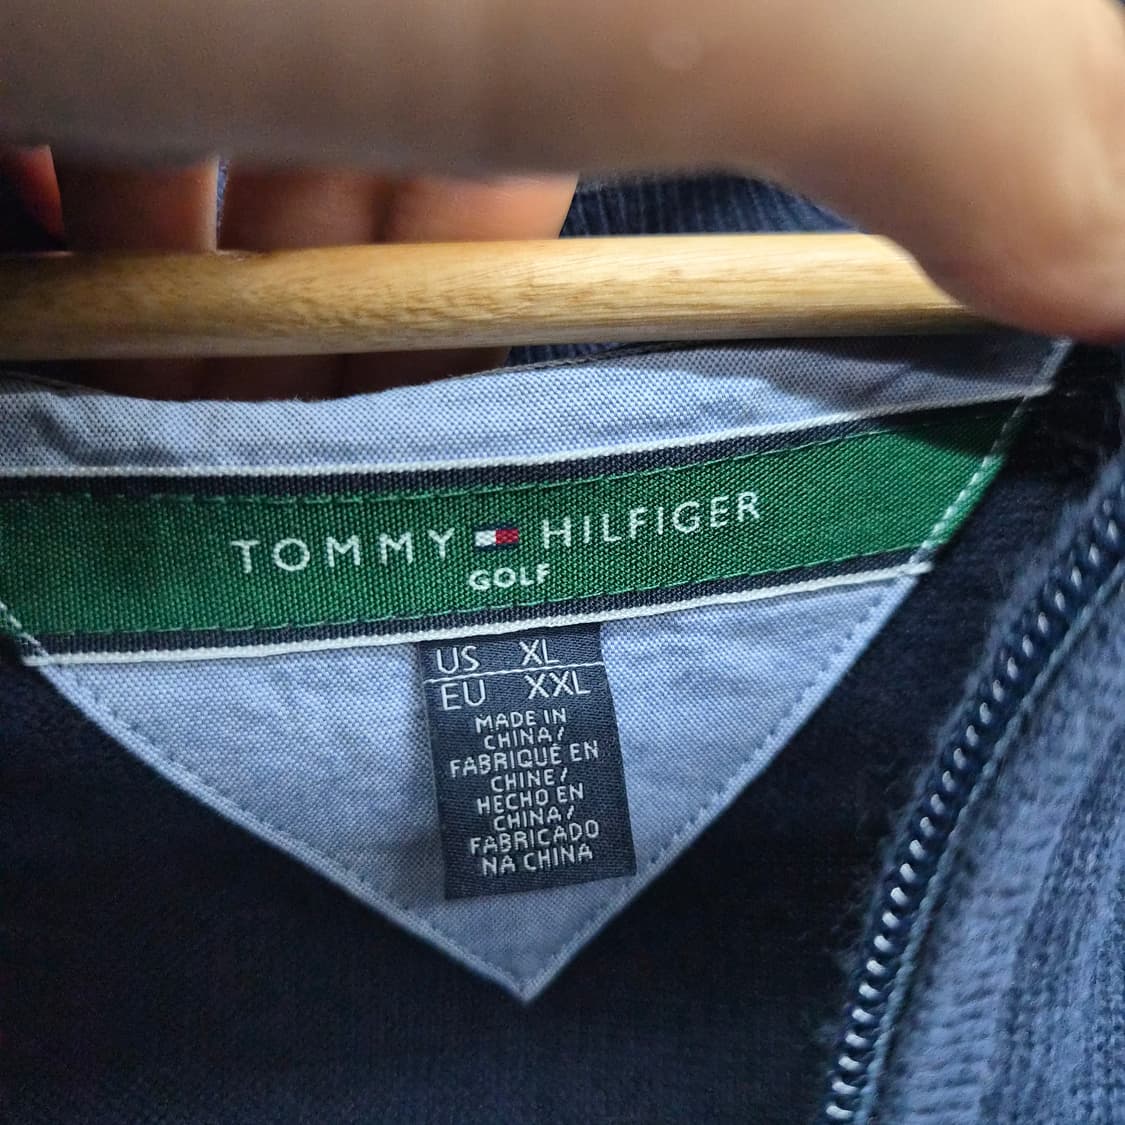 TOMMY HILFIGER
GOLF
US XL
EU XXL
MADE IN
CHINA/
FABRIQUÉ EN
CHINE/
HECHO EN
CHINA/
FABRICADO
NA CHINA